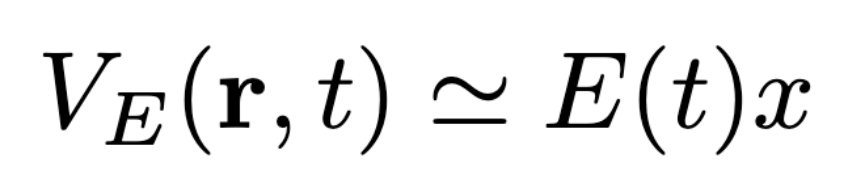 V_E(𝐫, t) ≃ E(t)x